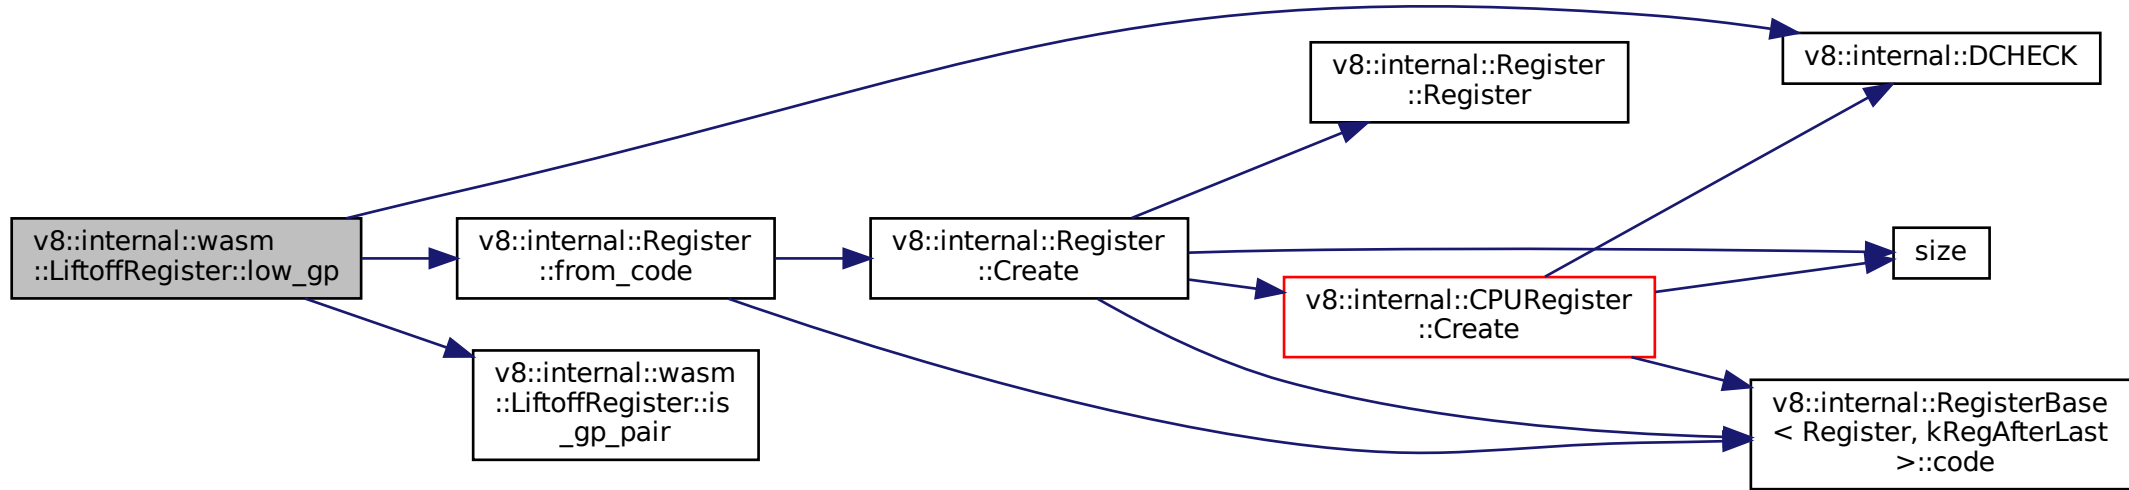 v8::internal::wasm
::LiftoffRegister::low_gp
v8::internal::Register
::from_code
v8::internal::wasm
::LiftoffRegister::is
_gp_pair
v8::internal::Register
::Create
v8::internal::Register
::Register
v8::internal::CPURegister
::Create
v8::internal::DCHECK
size
v8::internal::RegisterBase
< Register, kRegAfterLast
>::code